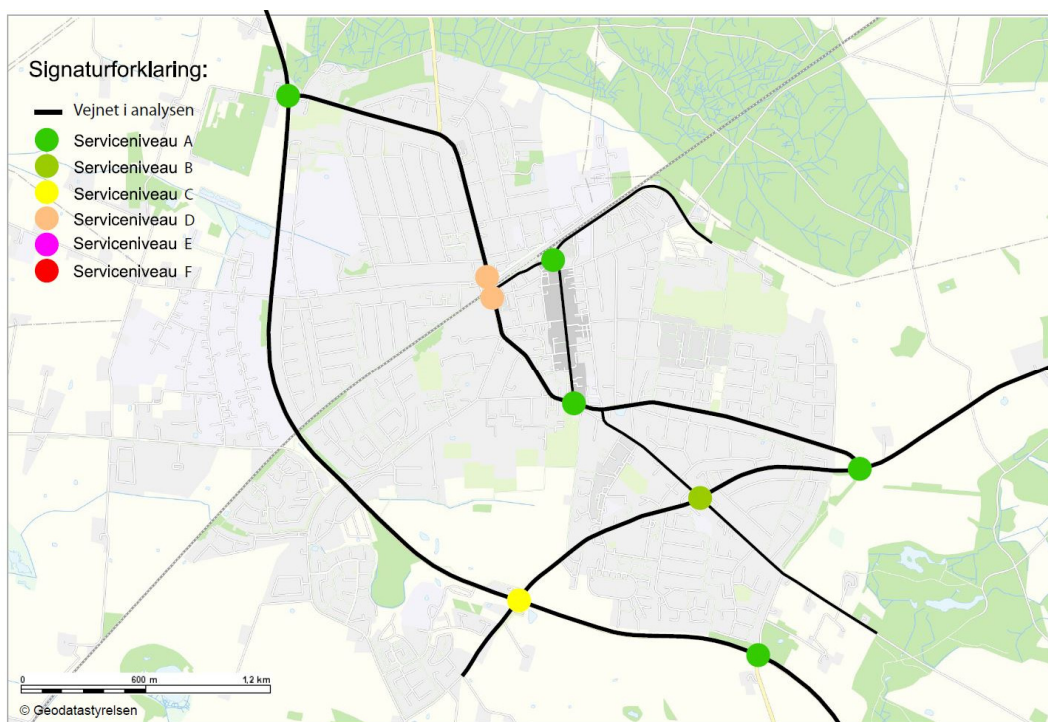 Signaturforklaring:
Vejnet i analysen
Serviceniveau A
Serviceniveau B
Serviceniveau C
Serviceniveau D
Serviceniveau E
Serviceniveau F
0 600 m 1,2 km
© Geodatastyrelsen